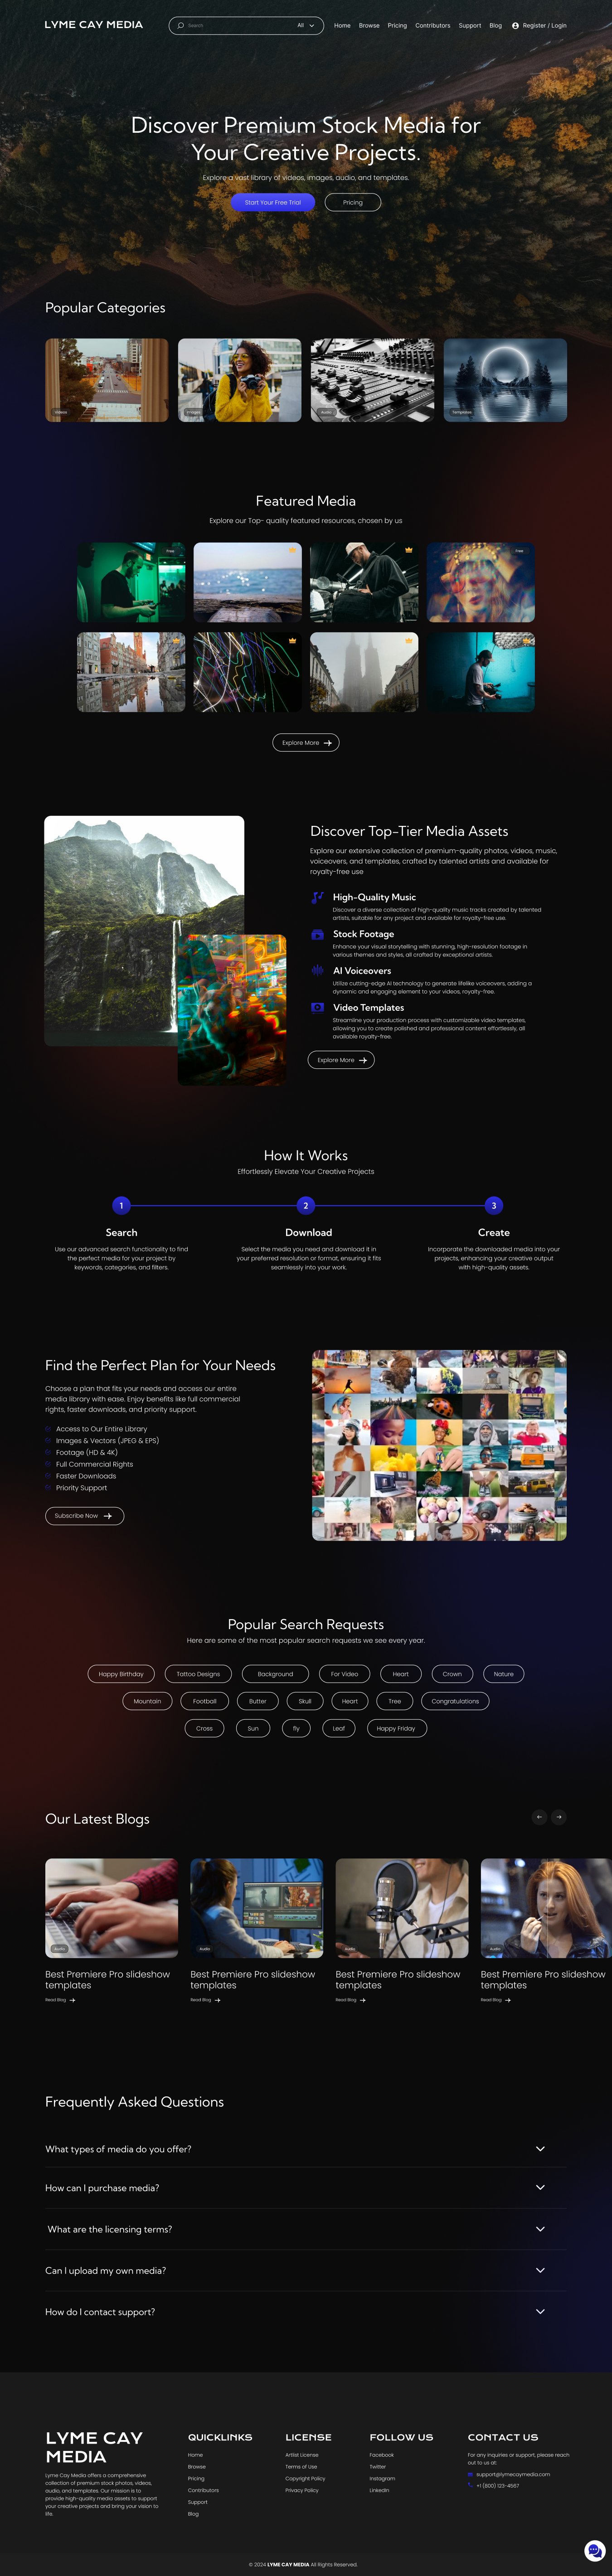 LYME CAY MEDIA
Search
All
Home
Browse
Pricing
Contributors
Support
Blog
Register / Login
Discover Premium Stock Media for
Your Creative Projects.
Explore a vast library of videos, images, audio, and templates.
Start Your Free Trial
Pricing
Popular Categories
Videos
Images
Audio
Templates
Featured Media
Explore our Top- quality featured resources, chosen by us
Free
Free
Explore More
Discover Top-Tier Media Assets
Explore our extensive collection of premium-quality photos, videos, music,
voiceovers, and templates, crafted by talented artists and available for
royalty-free use
High-Quality Music
Discover a diverse collection of high-quality music tracks created by talented
artists, suitable for any project and available for royalty-free use.
Stock Footage
Enhance your visual storytelling with stunning, high-resolution footage in
various themes and styles, all crafted by exceptional artists.
AI Voiceovers
Utilize cutting-edge AI technology to generate lifelike voiceovers, adding a
dynamic and engaging element to your videos, royalty-free.
Video Templates
Streamline your production process with customizable video templates,
allowing you to create polished and professional content effortlessly, all
available royalty-free.
Explore More
How It Works
Effortlessly Elevate Your Creative Projects
1
2
3
Search
Use our advanced search functionality to find
the perfect media for your project by
keywords, categories, and filters.
Download
Select the media you need and download it in
your preferred resolution or format, ensuring it fits
seamlessly into your work.
Create
Incorporate the downloaded media into your
projects, enhancing your creative output
with high-quality assets.
Find the Perfect Plan for Your Needs
Choose a plan that fits your needs and access our entire
media library with ease. Enjoy benefits like full commercial
rights, faster downloads, and priority support.
Access to Our Entire Library
Images & Vectors (JPEG & EPS)
Footage (HD & 4K)
Full Commercial Rights
Faster Downloads
Priority Support
Subscribe Now
Popular Search Requests
Here are some of the most popular search requests we see every year.
Happy Birthday
Tattoo Designs
Background
For Video
Heart
Crown
Nature
Mountain
Football
Butter
Skull
Heart
Tree
Congratulations
Cross
Sun
fly
Leaf
Happy Friday
Our Latest Blogs
Audio
Audio
Audio
Audio
Best Premiere Pro slideshow
templates
Read Blog
Best Premiere Pro slideshow
templates
Read Blog
Best Premiere Pro slideshow
templates
Read Blog
Best Premiere Pro slideshow
templates
Read Blog
Frequently Asked Questions
What types of media do you offer?
How can I purchase media?
What are the licensing terms?
Can I upload my own media?
How do I contact support?
LYME CAY
MEDIA
Lyme Cay Media offers a comprehensive
collection of premium stock photos, videos,
audio, and templates. Our mission is to
provide high-quality media assets to support
your creative projects and bring your vision to
life.
QUICKLINKS
Home
Browse
Pricing
Contributors
Support
Blog
LICENSE
Artlist License
Terms of Use
Copyright Policy
Privacy Policy
FOLLOW US
Facebook
Twitter
Instagram
LinkedIn
CONTACT US
For any inquiries or support, please reach
out to us at:
support@lymecaymedia.com
+1 (800) 123-4567
© 2024 LYME CAY MEDIA All Rights Reserved.